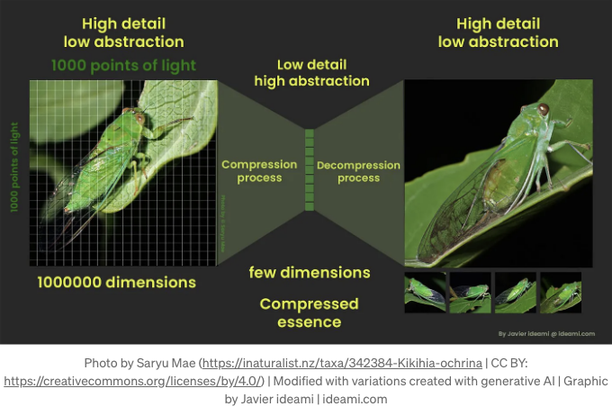 High detail
low abstraction
1000 points of light
1000 points of light
1000000 dimensions
Low detail
high abstraction
Compression
process
Decompression
process
few dimensions
Compressed
essence
High detail
low abstraction
By Javier ideami @ ideami.com
Photo by Saryu Mae (https://inaturalist.nz/taxa/342384-Kikihia-ochrina | CC BY:
https://creativecommons.org/licenses/by/4.0/) | Modified with variations created with generative AI | Graphic
by Javier ideami | ideami.com